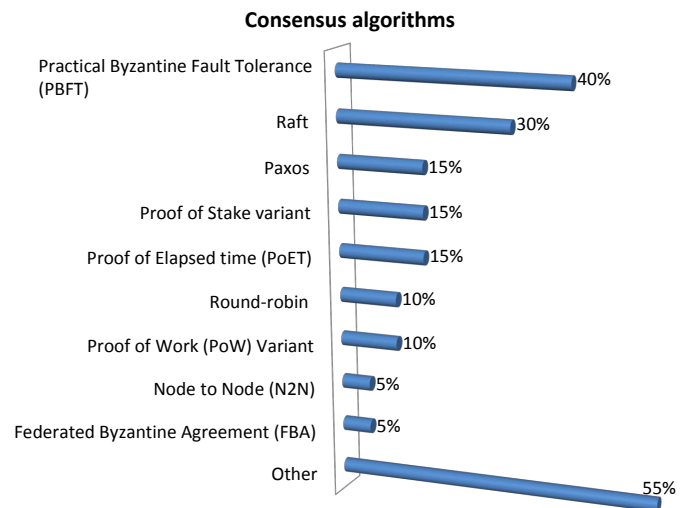 Consensus algorithms
Practical Byzantine Fault Tolerance
(PBFT)
40%
Raft
30%
Paxos
15%
Proof of Stake variant
15%
Proof of Elapsed time (PoET)
15%
Round-robin
10%
Proof of Work (PoW) Variant
10%
Node to Node (N2N)
5%
Federated Byzantine Agreement (FBA)
5%
Other
55%